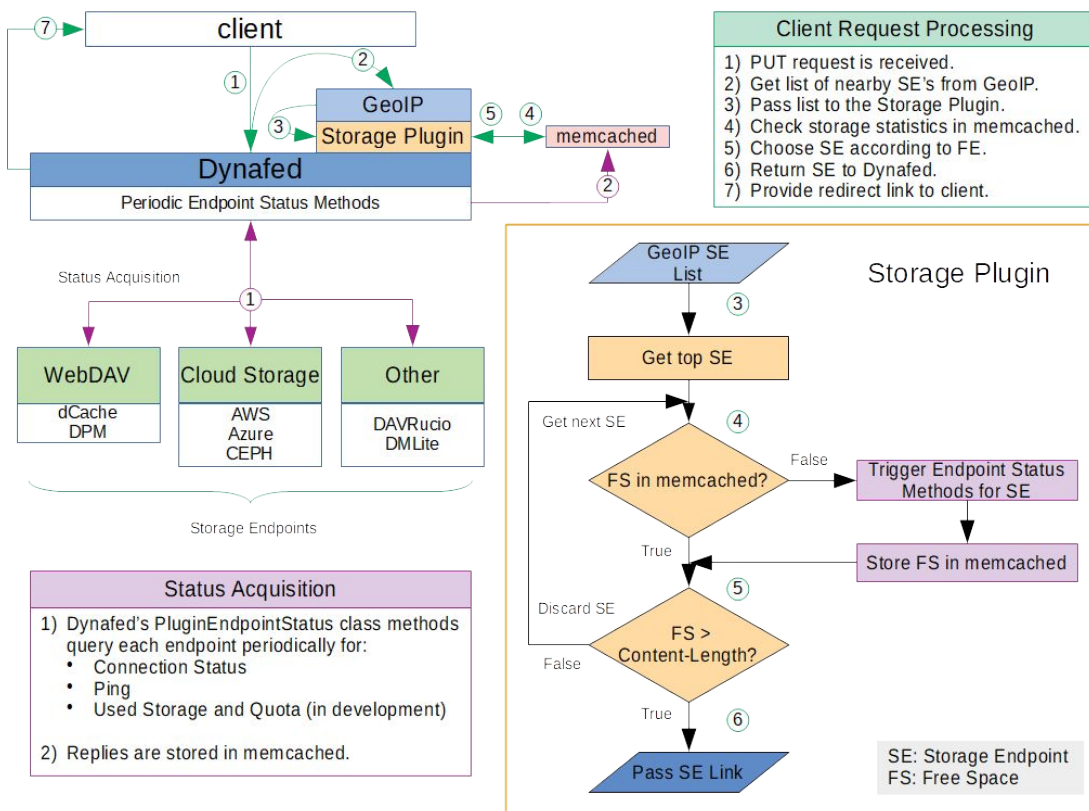 client
7
1
2
GeoIP
3
Storage Plugin
5
4
memcached
Dynafed
Periodic Endpoint Status Methods
2
Status Acquisition
1
WebDAV
dCache
DPM
Cloud Storage
AWS
Azure
CEPH
Other
DAVRucio
DMLite
Storage Endpoints
Client Request Processing
1) PUT request is received.
2) Get list of nearby SE's from GeoIP.
3) Pass list to the Storage Plugin.
4) Check storage statistics in memcached.
5) Choose SE according to FE.
6) Return SE to Dynafed.
7) Provide redirect link to client.
Status Acquisition
1) Dynafed's PluginEndpointStatus class methods
query each endpoint periodically for:
• Connection Status
• Ping
• Used Storage and Quota (in development)
2) Replies are stored in memcached.
Storage Plugin
GeoIP SE
List
3
Get top SE
Get next SE
4
FS in memcached?
False
Trigger Endpoint Status
Methods for SE
True
Store FS in memcached
5
Discard SE
FS >
Content-Length?
False
True
6
Pass SE Link
SE: Storage Endpoint
FS: Free Space